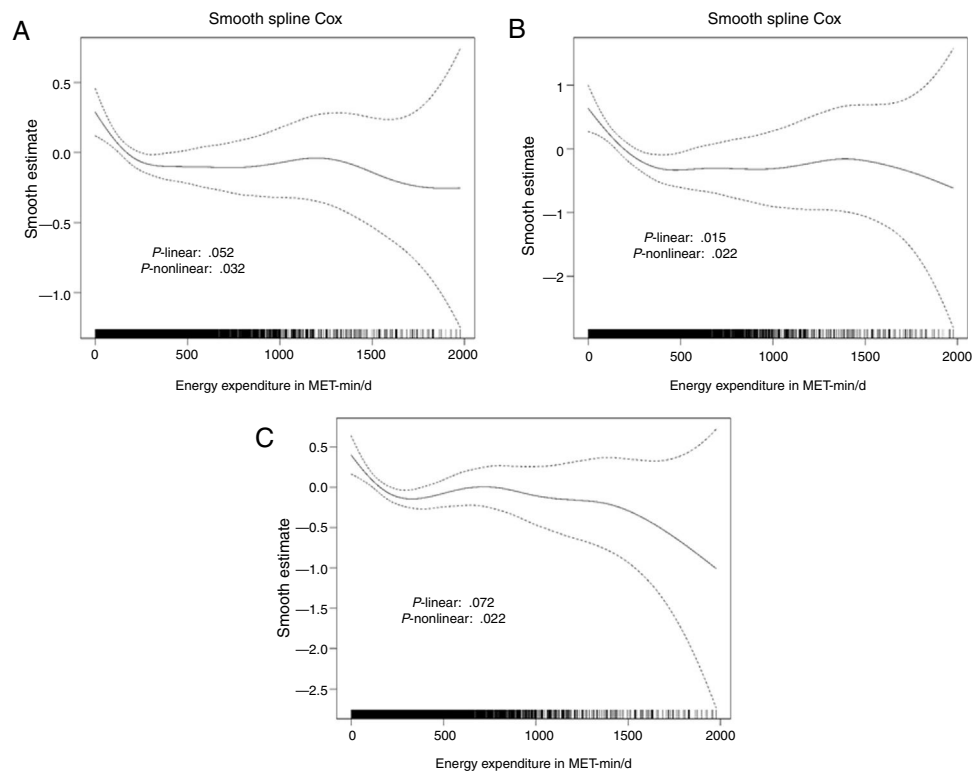 A
Smooth spline Cox
Smooth estimate
0.5
0.0
—0.5
—1.0
P-linear: .052
P-nonlinear: .032
0 500 1000 1500 2000
Energy expenditure in MET-min/d
B
Smooth spline Cox
Smooth estimate
1
0
—1
—2
P-linear: .015
P-nonlinear: .022
0 500 1000 1500 2000
Energy expenditure in MET-min/d
C
Smooth estimate
0.5
0.0
—0.5
—1.0
—1.5
—2.0
—2.5
P-linear: .072
P-nonlinear: .022
0 500 1000 1500 2000
Energy expenditure in MET-min/d